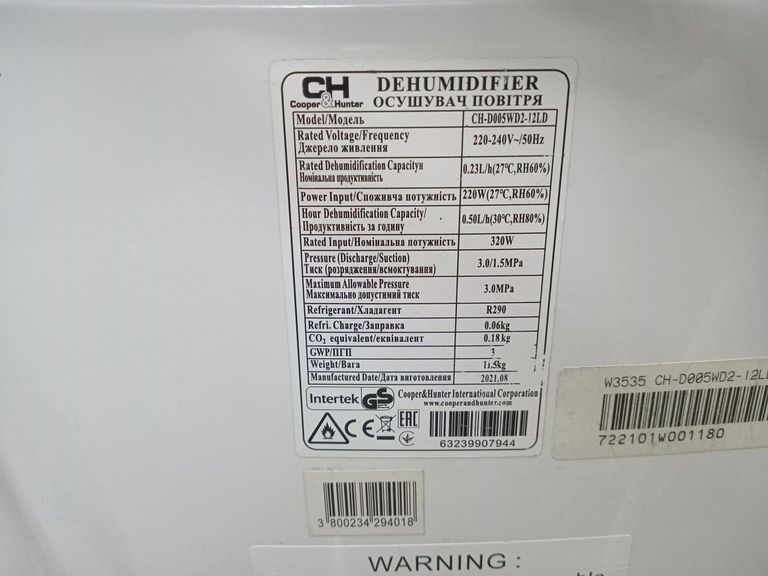 CH
Cooper&Hunter
DEHUMIDIFIER
ОСУШУВАЧ ПОВІТРЯ
Model/Модель CH-D005WD2-12LD
Rated Voltage/Frequency
Джерело живлення 220-240V~/50Hz
Rated Dehumidification Capacityн
Номінальна продуктивність 0.23L/h(27℃,RH60%)
Power Input/Споживча потужність 220W(27℃,RH60%)
Hour Dehumidification Capacity/
Продуктивність за годину 0.50L/h(30℃,RH80%)
Rated Input/Номінальна потужність 320W
Pressure (Discharge/Suction)
Тиск (розрядження/всмоктування) 3.0/1.5MPa
Maximum Allowable Pressure
Максимально допустимий тиск 3.0MPa
Refrigerant/Хладагент R290
Refri. Charge/Заправка 0.06kg
CO₂ equivalent/еквівалент 0.18kg
GWP/ПГП 3
Weight/Вага 11.5kg
Manufactured Date/Дата виготовлення 2021.08
Intertek GS
Cooper&Hunter International Corporation
www.cooperandhunter.com
CE EAC
63239907944
W3535 CH-D005WD2-12LD
722101W001180
3 800234 294018
WARNING :